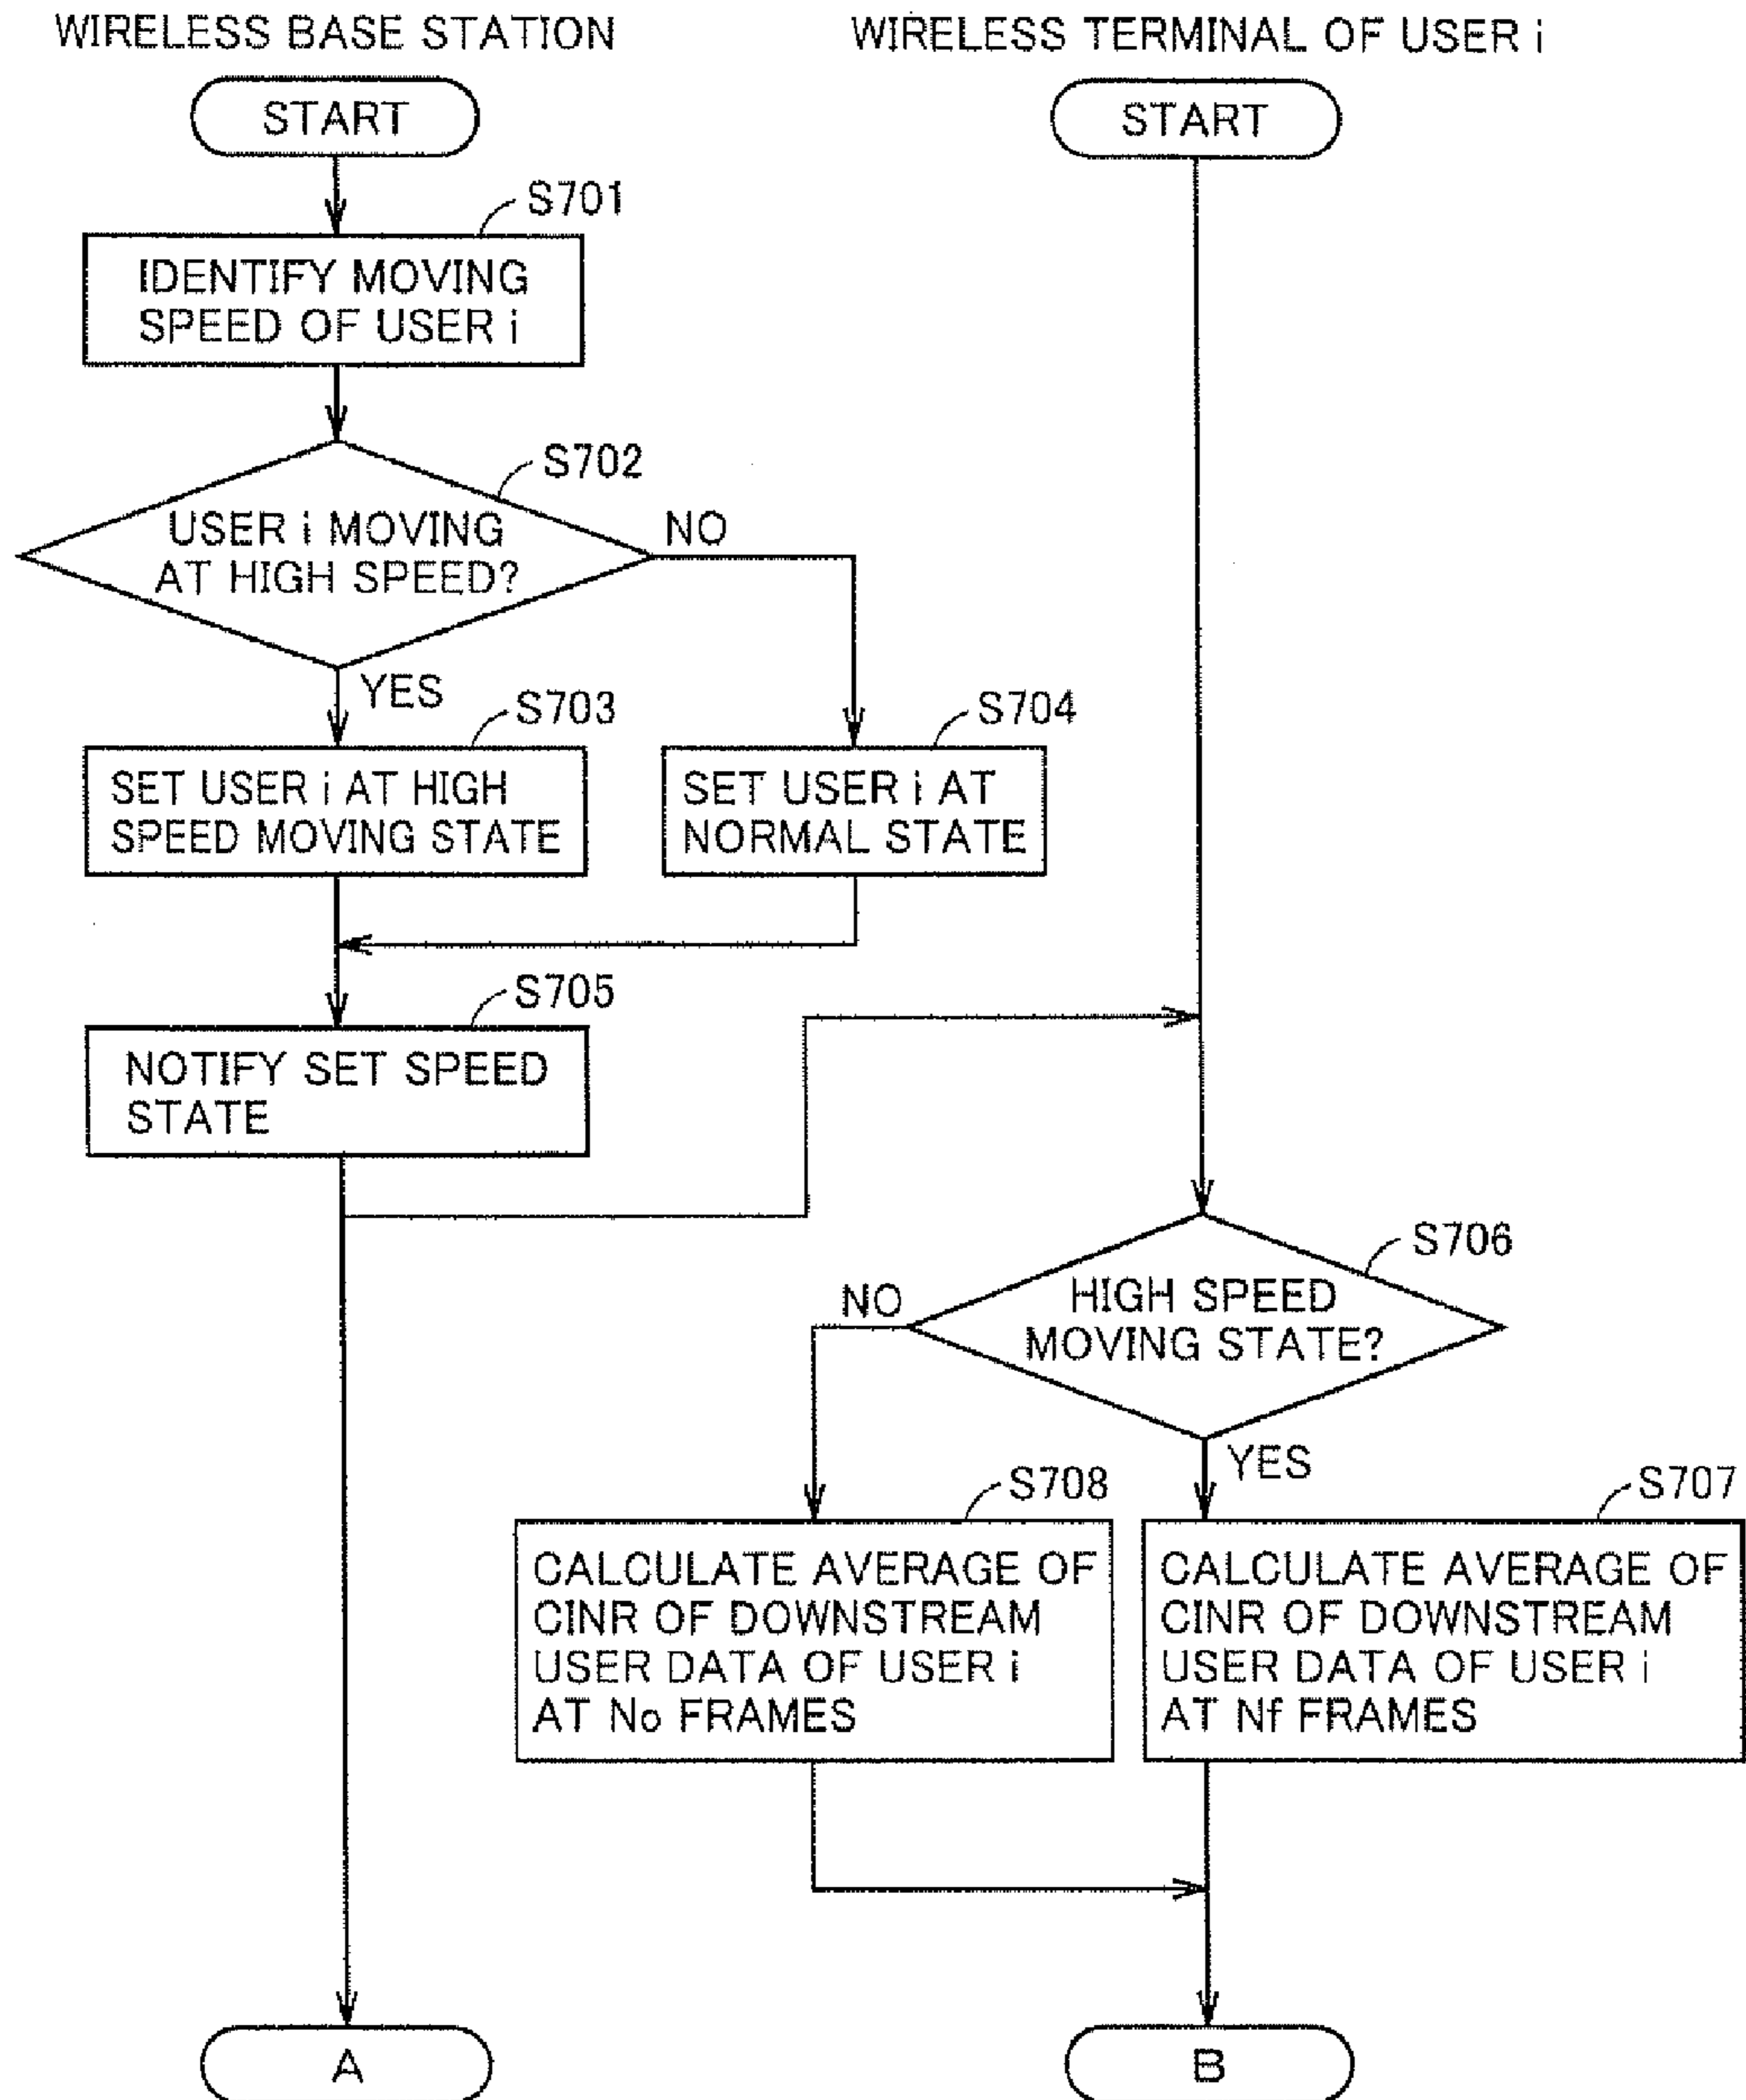 WIRELESS BASE STATION
WIRELESS TERMINAL OF USER i
START
START
S701
IDENTIFY MOVING
SPEED OF USER i
S702
USER i MOVING
AT HIGH SPEED?
NO
YES
S703
SET USER i AT HIGH
SPEED MOVING STATE
S704
SET USER i AT
NORMAL STATE
S705
NOTIFY SET SPEED
STATE
S706
HIGH SPEED
MOVING STATE?
NO
YES
S708
CALCULATE AVERAGE OF
CINR OF DOWNSTREAM
USER DATA OF USER i
AT No FRAMES
S707
CALCULATE AVERAGE OF
CINR OF DOWNSTREAM
USER DATA OF USER i
AT Nf FRAMES
A
B